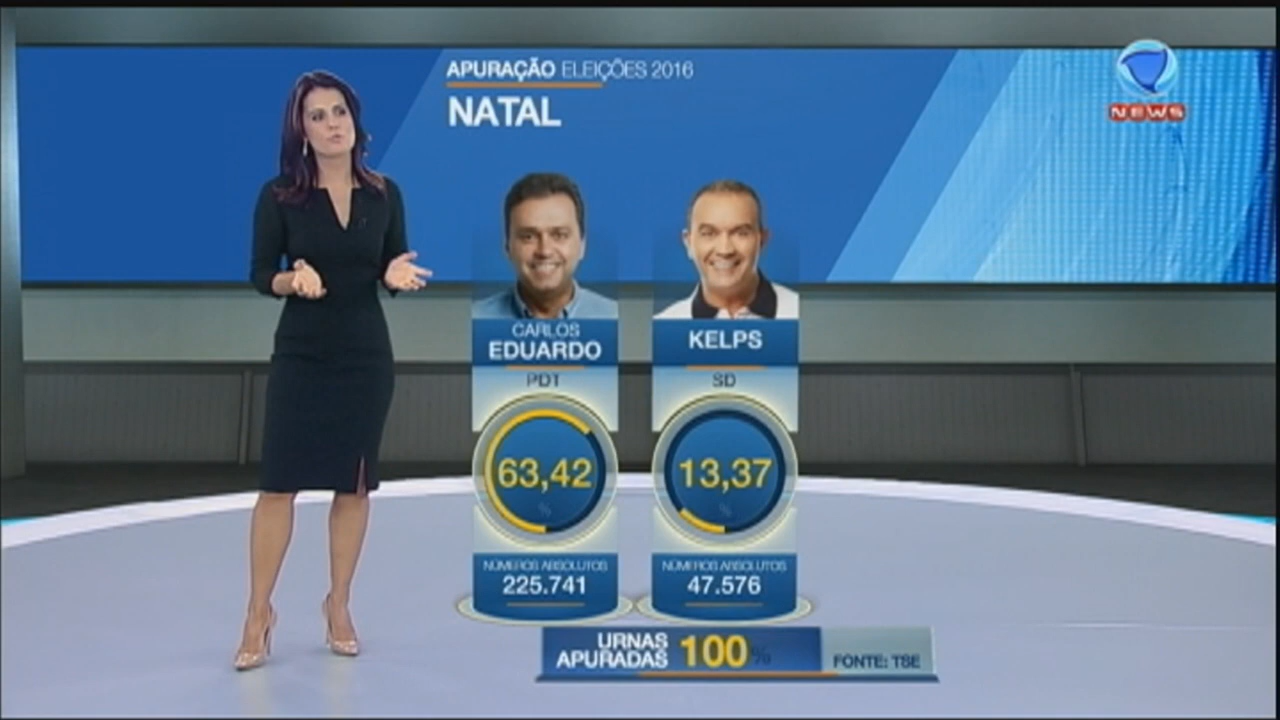 APURAÇÃO ELEIÇÕES 2016
NATAL
NEWS
CARLOS
EDUARDO
PDT
63,42
%
NÚMEROS ABSOLUTOS
225.741
KELPS
SD
13,37
%
NÚMEROS ABSOLUTOS
47.576
URNAS
APURADAS
100%
FONTE: TSE